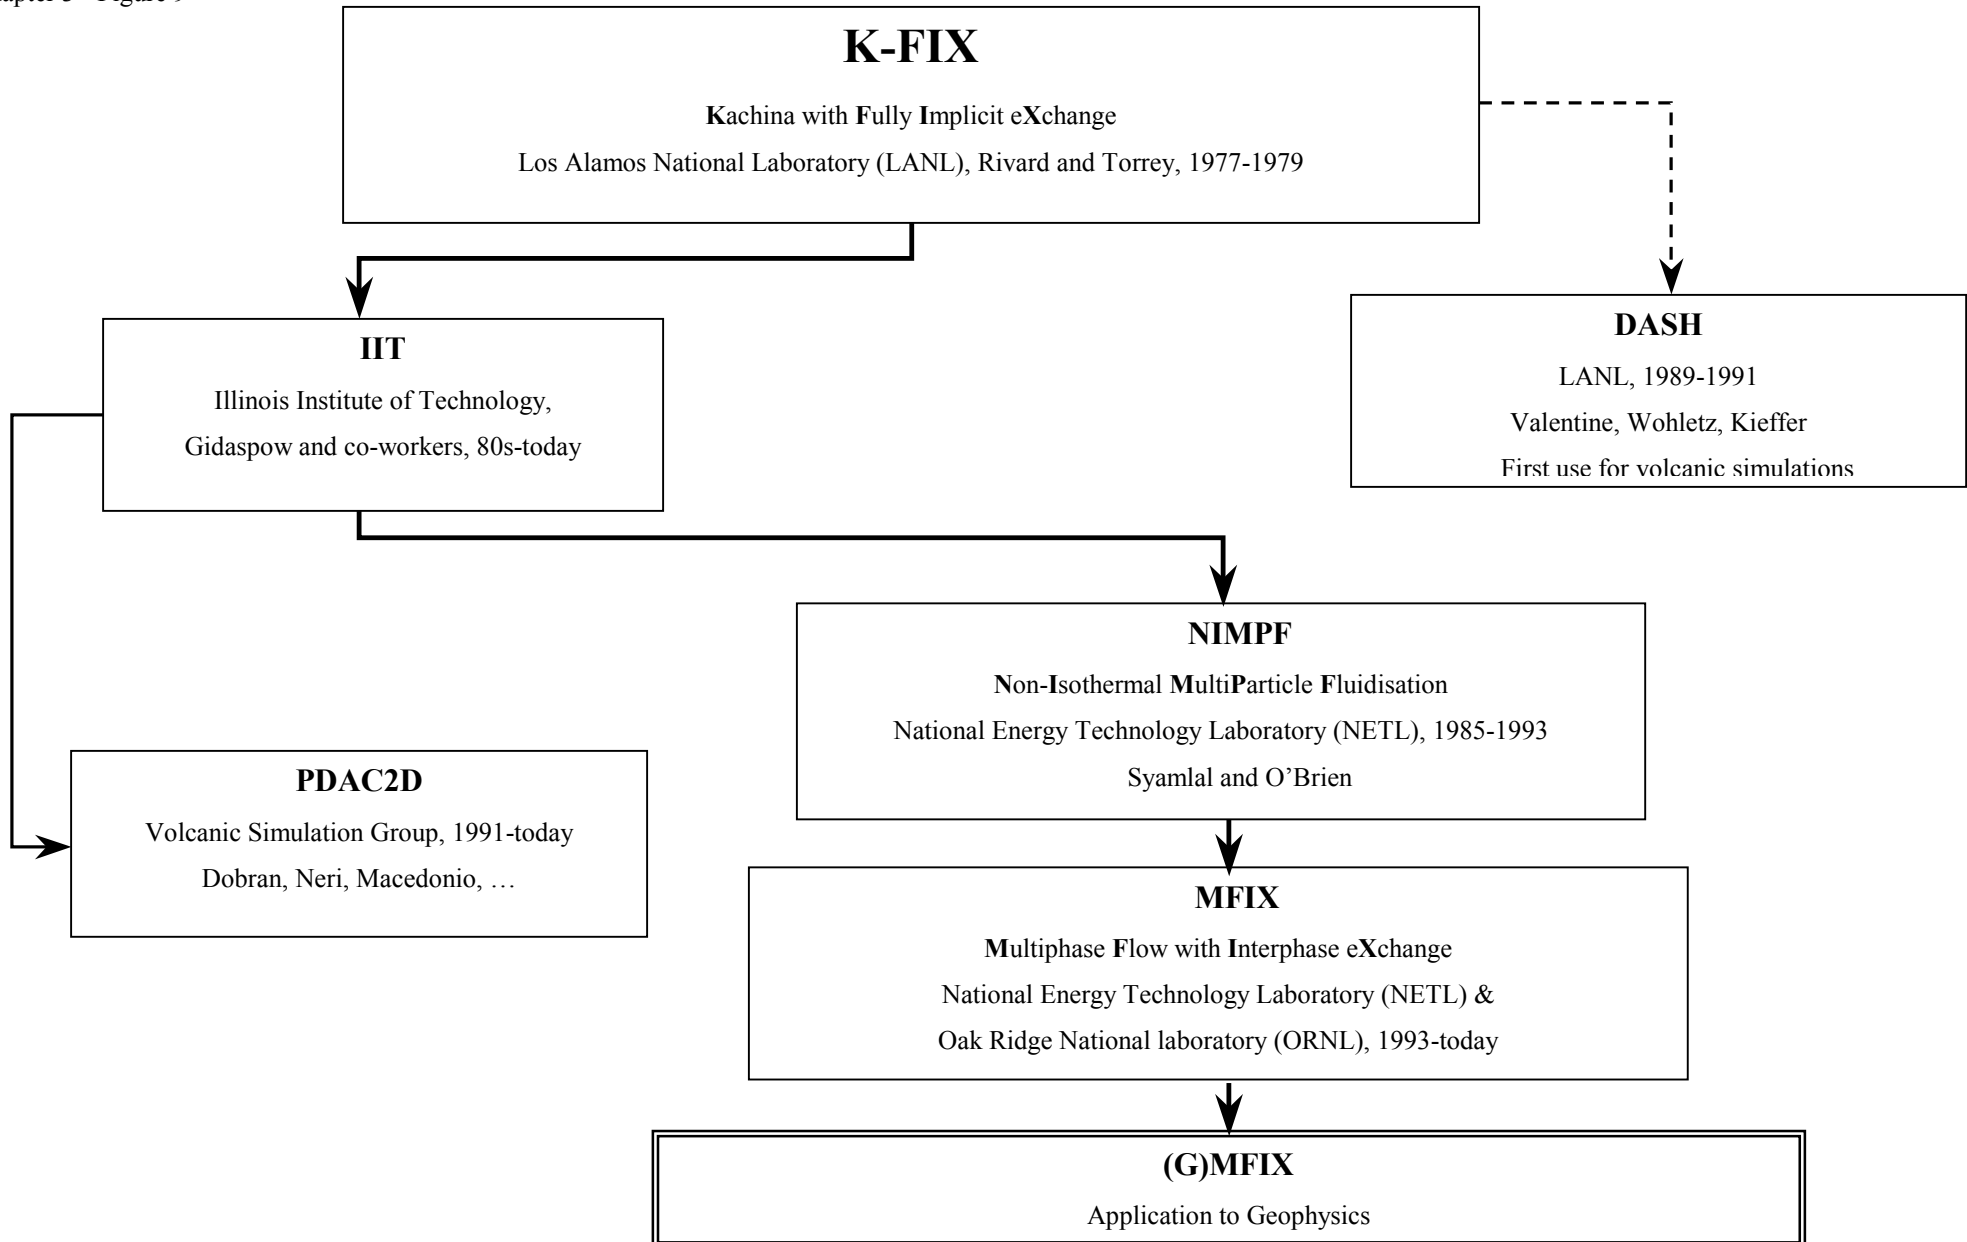 K-FIX
Kachina with Fully Implicit eXchange
Los Alamos National Laboratory (LANL), Rivard and Torrey, 1977-1979
IIT
Illinois Institute of Technology,
Gidaspow and co-workers, 80s-today
DASH
LANL, 1989-1991
Valentine, Wohletz, Kieffer
First use for volcanic simulations
NIMPF
Non-Isothermal MultiParticle Fluidisation
National Energy Technology Laboratory (NETL), 1985-1993
Syamlal and O’Brien
PDAC2D
Volcanic Simulation Group, 1991-today
Dobran, Neri, Macedonio, …
MFIX
Multiphase Flow with Interphase eXchange
National Energy Technology Laboratory (NETL) &
Oak Ridge National laboratory (ORNL), 1993-today
(G)MFIX
Application to Geophysics